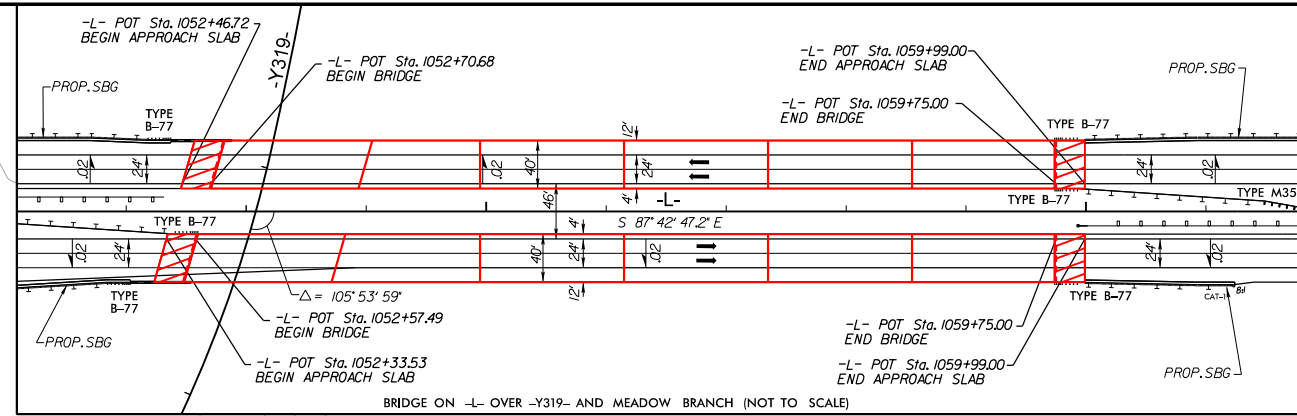 -L- POT Sta. 1052+46.72
BEGIN APPROACH SLAB
-Y319-
-L- POT Sta. 1052+70.68
BEGIN BRIDGE
-L- POT Sta. 1059+99.00
END APPROACH SLAB
PROP. SBG
PROP. SBG
TYPE
B-77
-L- POT Sta. 1059+75.00
END BRIDGE
TYPE B-77
12'
.02
24'
40'
.02
24'
24'
.02
4'
TYPE B-77
TYPE M35
46'
-L-
S 87° 42' 47.2" E
TYPE B-77
4'
.02
24'
40'
24'
.02
24'
.02
12'
TYPE
B-77
△ = 105° 53' 59"
TYPE B-77
CAT-1
8:1
-L- POT Sta. 1052+57.49
BEGIN BRIDGE
-L- POT Sta. 1059+75.00
END BRIDGE
PROP. SBG
-L- POT Sta. 1052+33.53
BEGIN APPROACH SLAB
-L- POT Sta. 1059+99.00
END APPROACH SLAB
PROP. SBG
BRIDGE ON -L- OVER -Y319- AND MEADOW BRANCH (NOT TO SCALE)